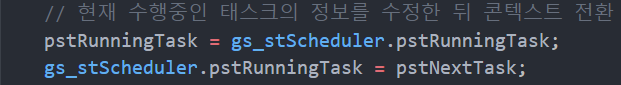 // 현재 수행중인 태스크의 정보를 수정한 뒤 콘텍스트 전환
pstRunningTask = gs_stScheduler.pstRunningTask;
gs_stScheduler.pstRunningTask = pstNextTask;